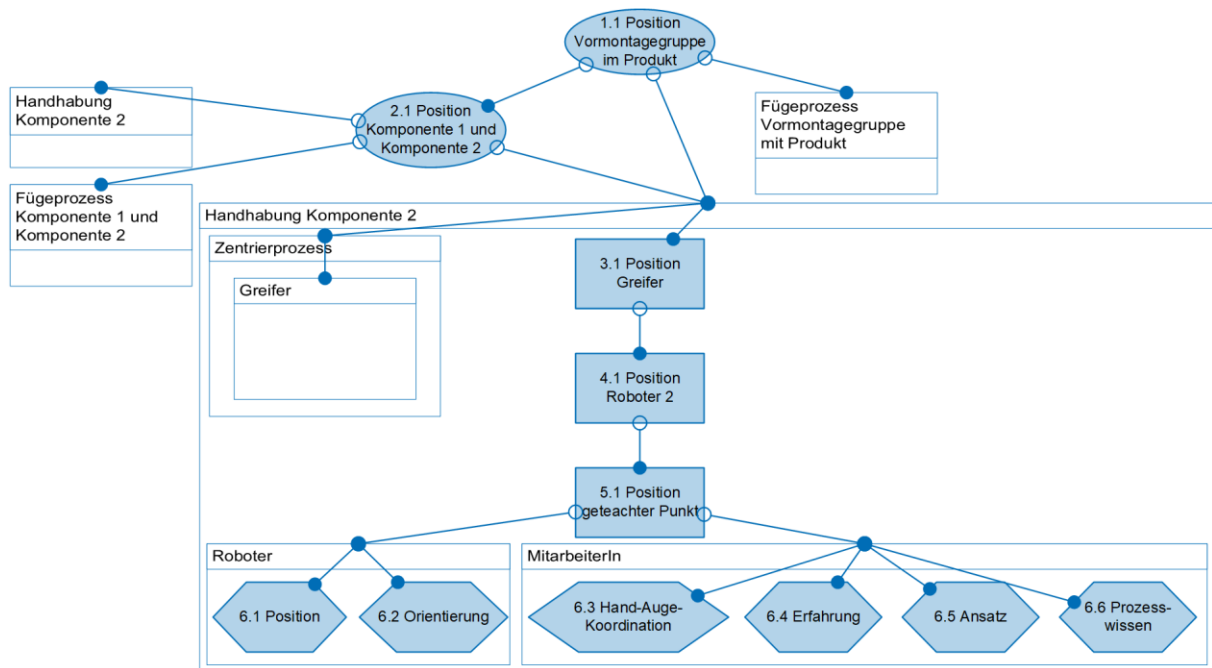 1.1 Position
Vormontagegruppe
im Produkt
Handhabung
Komponente 2
2.1 Position
Komponente 1 und
Komponente 2
Fügeprozess
Vormontagegruppe
mit Produkt
Fügeprozess
Komponente 1 und
Komponente 2
Handhabung Komponente 2
Zentrierprozess
Greifer
3.1 Position
Greifer
4.1 Position
Roboter 2
5.1 Position
geteachter Punkt
Roboter
6.1 Position
6.2 Orientierung
MitarbeiterIn
6.3 Hand-Auge-
Koordination
6.4 Erfahrung
6.5 Ansatz
6.6 Prozess-
wissen